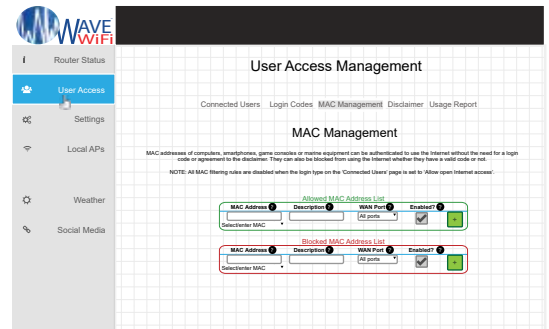 WAVE
WiFi
i Router Status
User Access
Settings
Local APs
Weather
Social Media
User Access Management
Connected Users Login Codes MAC Management Disclaimer Usage Report
MAC Management
MAC addresses of computers, smartphones, game consoles or marine equipment can be authenticated to use the Internet without the need for a login
code or agreement to the disclaimer. They can also be blocked from using the Internet whether they have a valid code or not.
NOTE: All MAC filtering rules are disabled when the login type on the 'Connected Users' page is set to 'Allow open Internet access'.
Allowed MAC Address List
MAC Address ? Description ? WAN Port ? Enabled? ?
All ports +
Select/enter MAC
Blocked MAC Address List
MAC Address ? Description ? WAN Port ? Enabled? ?
All ports +
Select/enter MAC